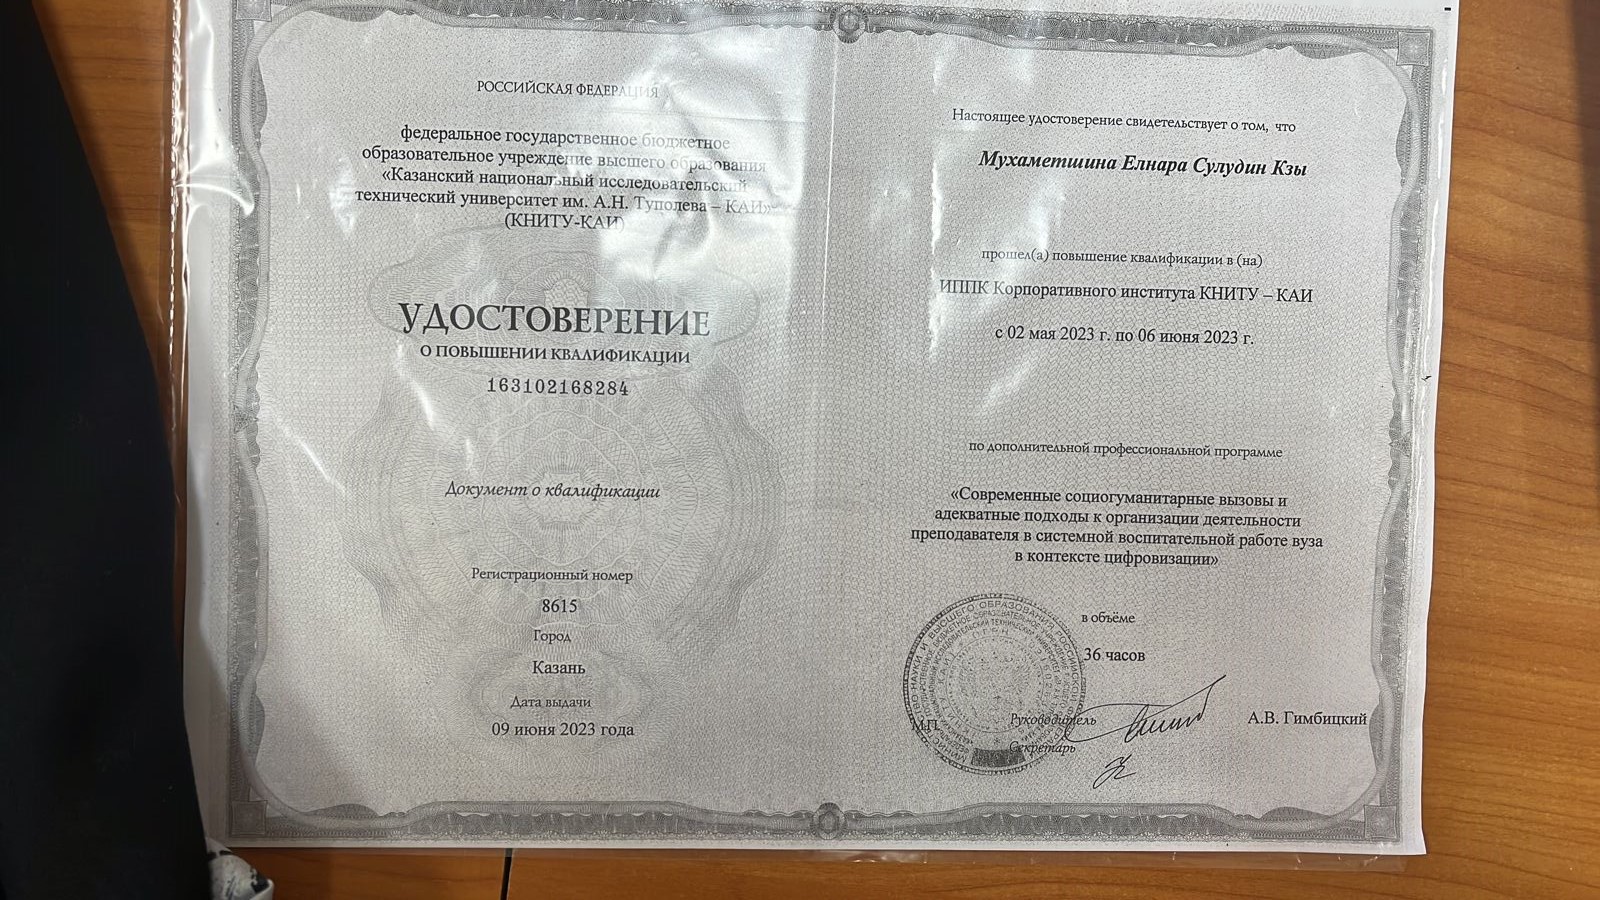 РОССИЙСКАЯ ФЕДЕРАЦИЯ
федеральное государственное бюджетное
образовательное учреждение высшего образования
«Казанский национальный исследовательский
технический университет им. А.Н. Туполева – КАИ»
(КНИТУ-КАИ)
УДОСТОВЕРЕНИЕ
О ПОВЫШЕНИИ КВАЛИФИКАЦИИ
163102168284
Документ о квалификации
Регистрационный номер
8615
Город
Казань
Дата выдачи
09 июня 2023 года
Настоящее удостоверение свидетельствует о том, что
Мухаметшина Елнара Сулудин Кзы
прошел(а) повышение квалификации в (на)
ИППК Корпоративного института КНИТУ – КАИ
с 02 мая 2023 г. по 06 июня 2023 г.
по дополнительной профессиональной программе
«Современные социогуманитарные вызовы и
адекватные подходы к организации деятельности
преподавателя в системной воспитательной работе вуза
в контексте цифровизации»
в объёме
36 часов
М.П.
Руководитель
А.В. Гимбицкий
Секретарь